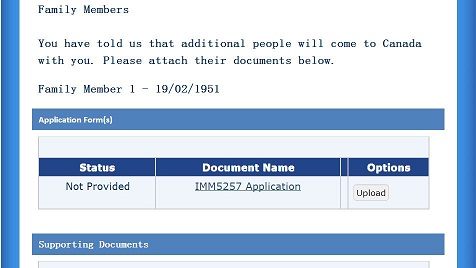 Family Members
You have told us that additional people will come to Canada
with you. Please attach their documents below.
Family Member 1 - 19/02/1951
Application Form(s)
Status Document Name Options
Not Provided IMM5257 Application Upload
Supporting Documents